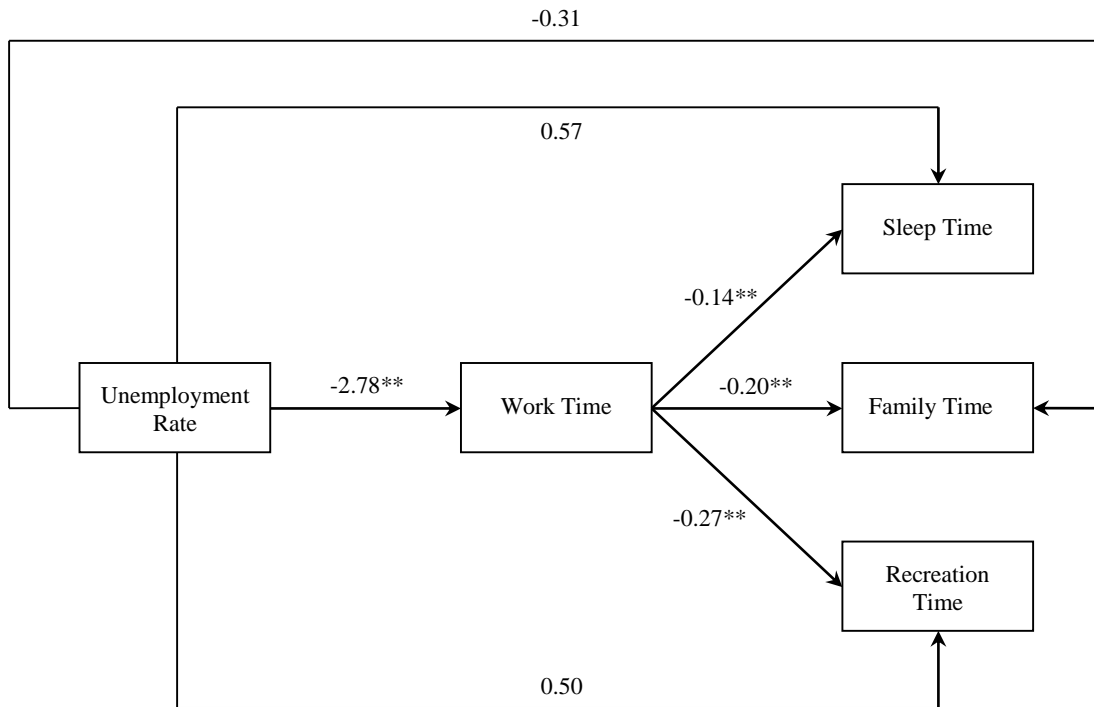 -0.31
0.57
Sleep Time
-0.14**
Unemployment
Rate
-2.78**
Work Time
-0.20**
Family Time
-0.27**
Recreation
Time
0.50